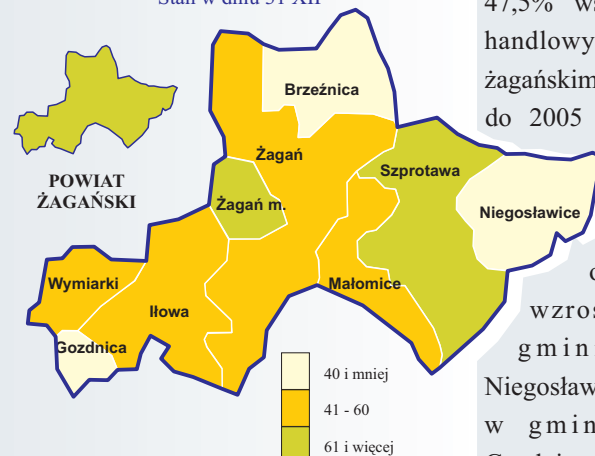 Stan w dniu 31 XII
Brzeźnica
Żagań
Szprotawa
POWIAT
ŻAGAŃSKI
Żagań m.
Niegosławice
Wymiarki
Małomice
Iłowa
Gozdnica
40 i mniej
41 - 60
61 i więcej
47,5%
handlowy
żagańskim
do 2005
wzros
gmin
Niegosław
w gmin